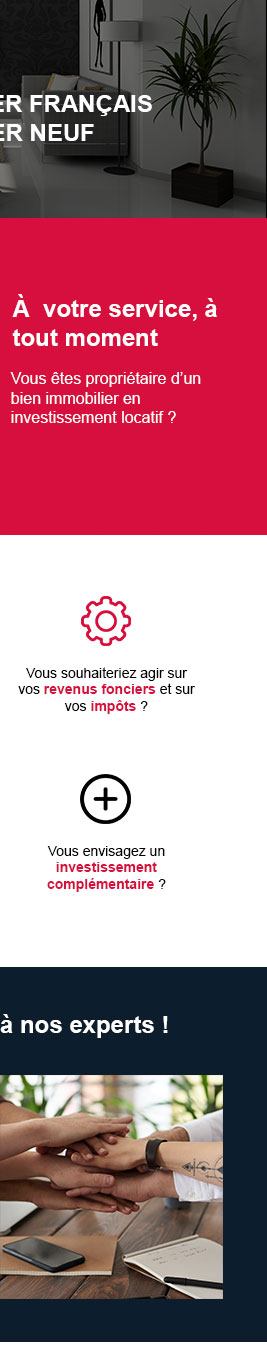 ER FRANÇAIS
ER NEUF
À votre service, à
tout moment
Vous êtes propriétaire d'un
bien immobilier en
investissement locatif ?
Vous souhaiteriez agir sur
vos revenus fonciers et sur
vos impôts ?
Vous envisagez un
investissement
complémentaire ?
à nos experts !